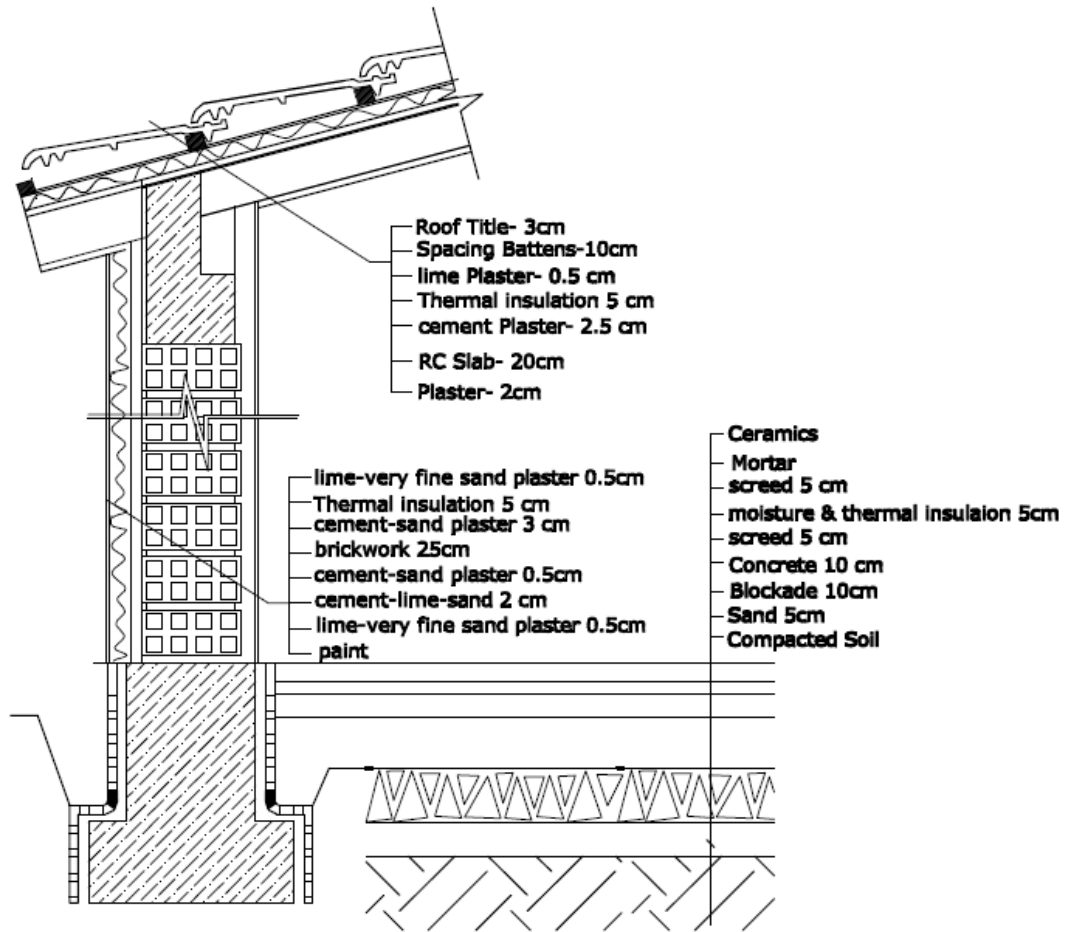 Roof Title- 3cm
Spacing Battens-10cm
lime Plaster- 0.5 cm
Thermal insulation 5 cm
cement Plaster- 2.5 cm
RC Slab- 20cm
Plaster- 2cm
lime-very fine sand plaster 0.5cm
Thermal insulation 5 cm
cement-sand plaster 3 cm
brickwork 25cm
cement-sand plaster 0.5cm
cement-lime-sand 2 cm
lime-very fine sand plaster 0.5cm
paint
Ceramics
Mortar
screed 5 cm
moisture & thermal insulaion 5cm
screed 5 cm
Concrete 10 cm
Blockade 10cm
Sand 5cm
Compacted Soil